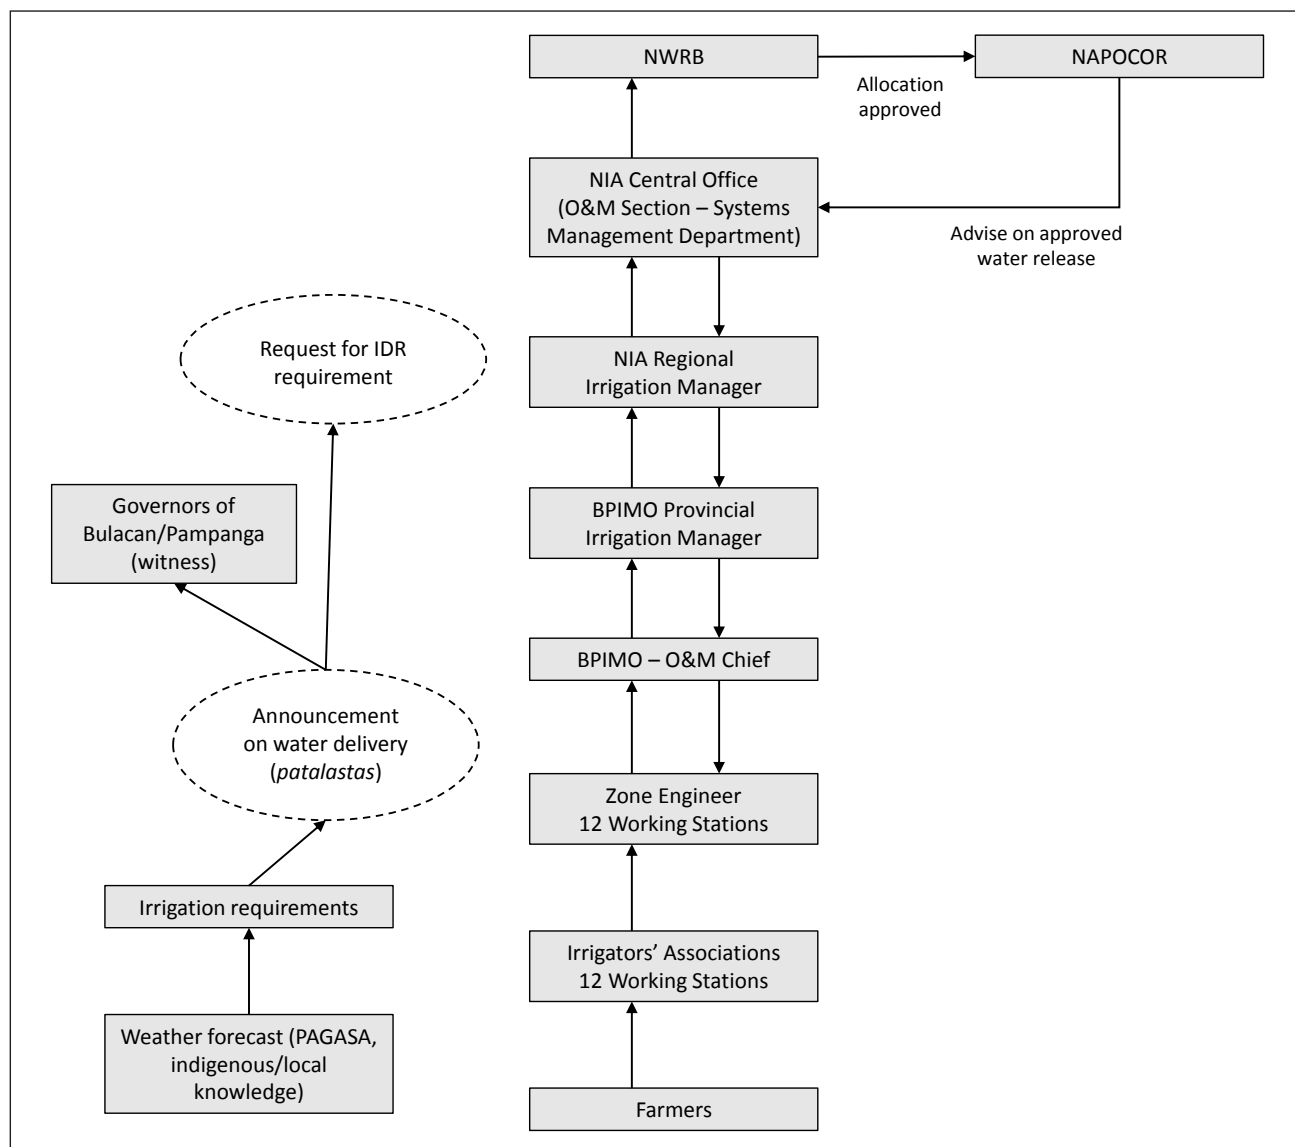 NWRB
NAPOCOR
Allocation
approved
NIA Central Office
(O&M Section – Systems
Management Department)
Advise on approved
water release
Request for IDR
requirement
NIA Regional
Irrigation Manager
Governors of
Bulacan/Pampanga
(witness)
BPIMO Provincial
Irrigation Manager
BPIMO – O&M Chief
Announcement
on water delivery
(patalastas)
Zone Engineer
12 Working Stations
Irrigation requirements
Irrigators’ Associations
12 Working Stations
Weather forecast (PAGASA,
indigenous/local
knowledge)
Farmers